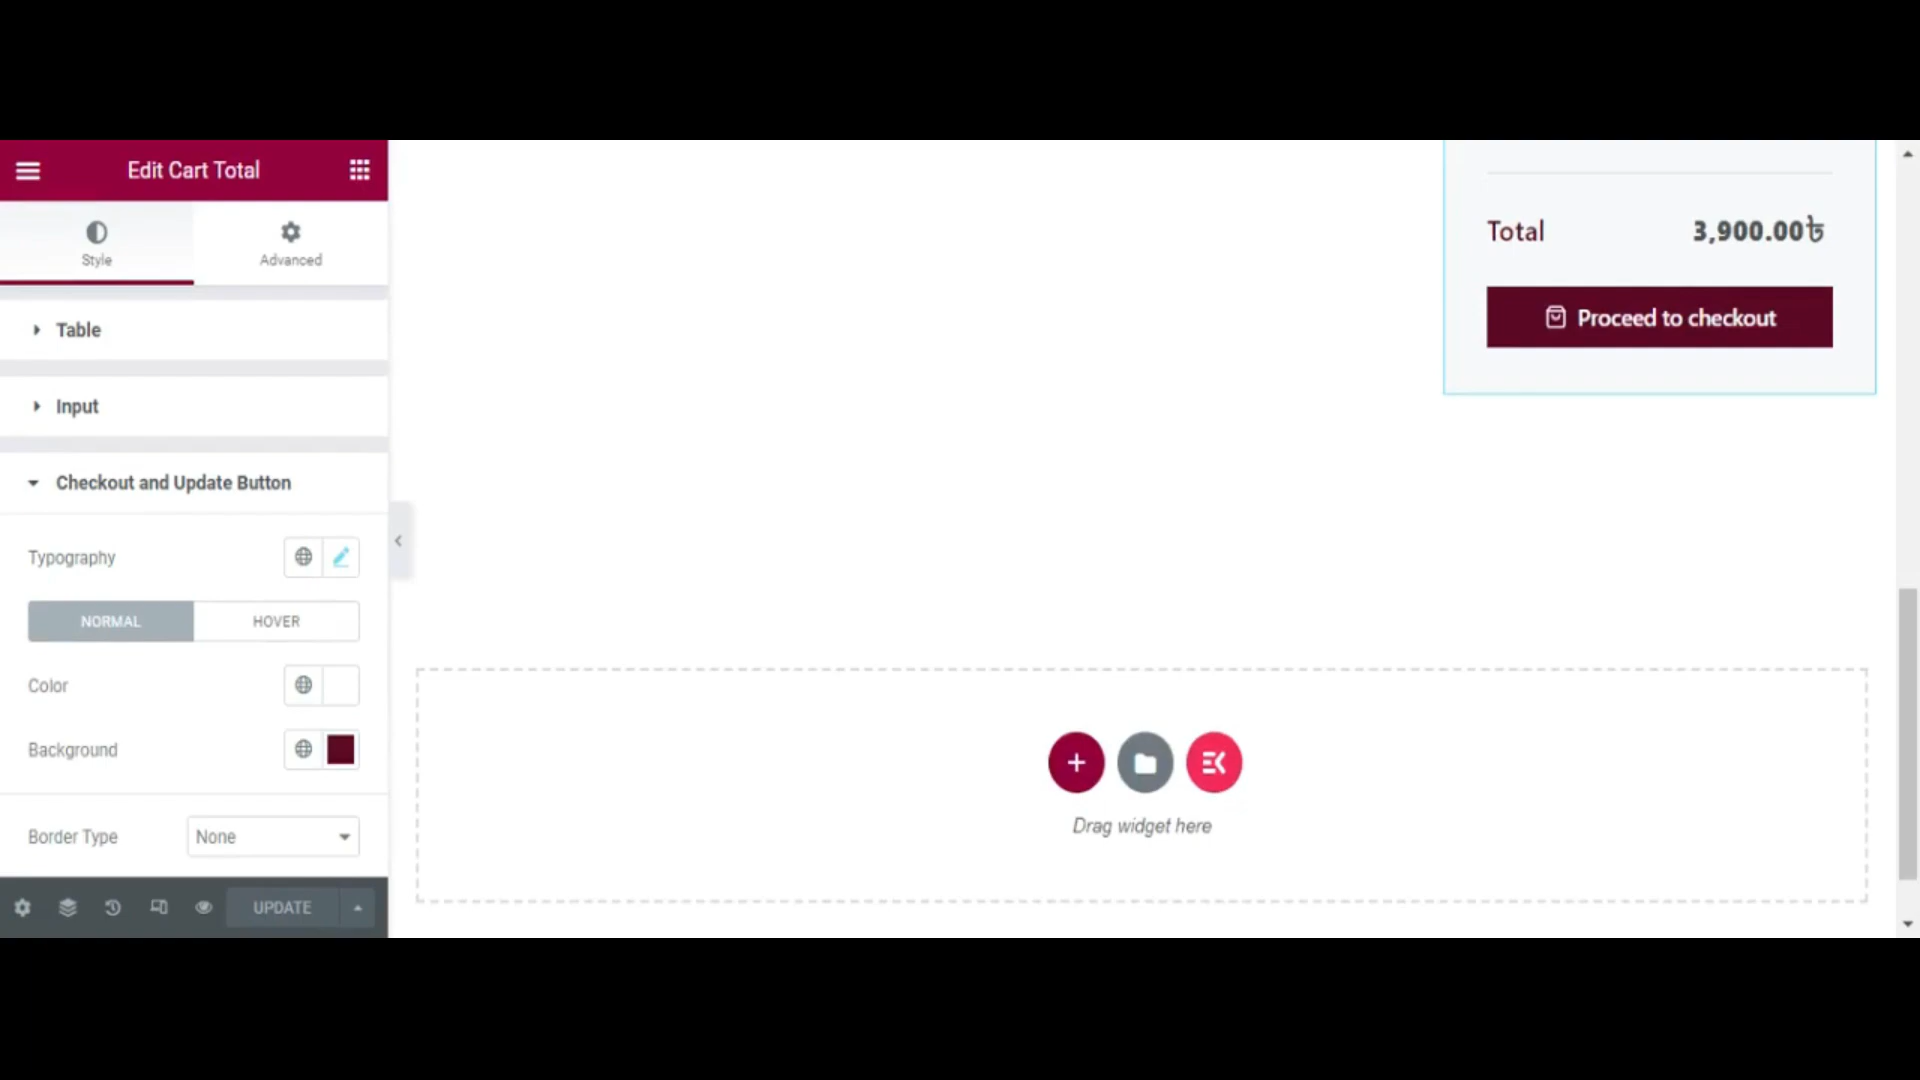 Edit Cart Total
Style
Advanced
Table
Input
Checkout and Update Button
Typography
NORMAL
HOVER
Color
Background
Border Type
None
UPDATE
Total
3,900.00৳
Proceed to checkout
Drag widget here